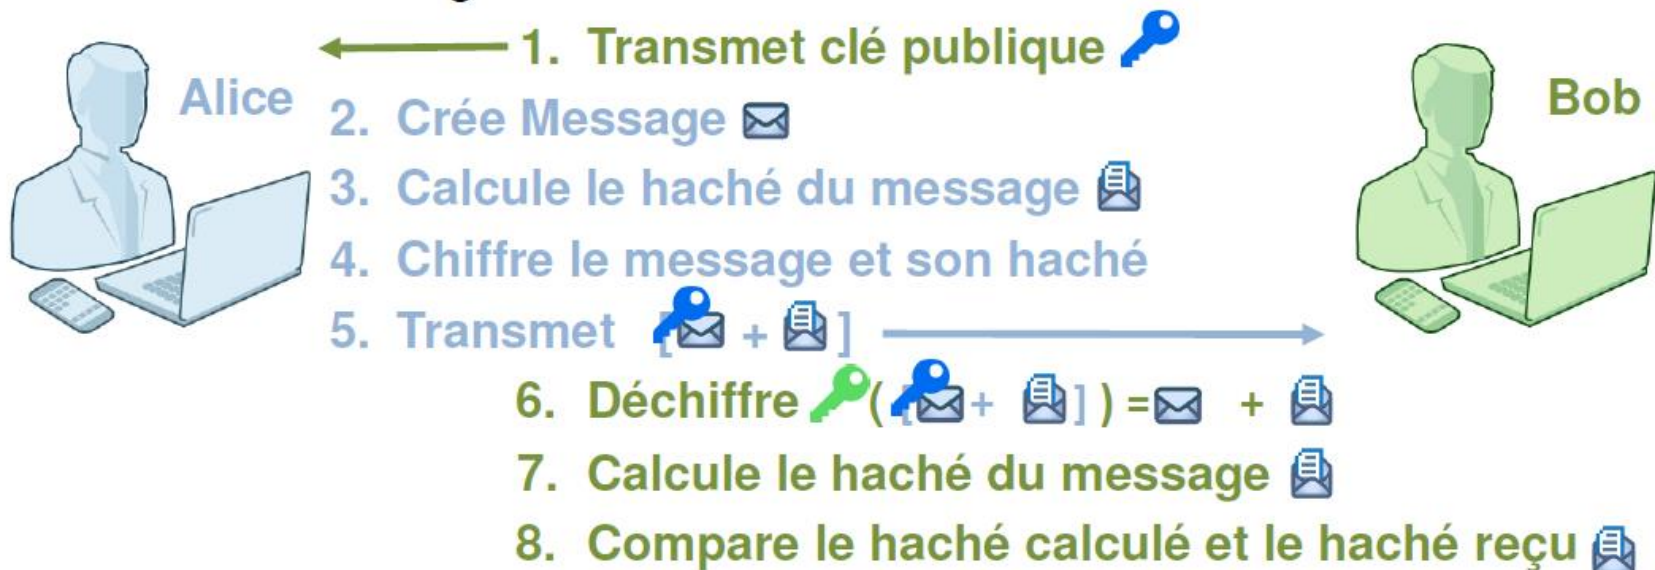 1. Transmet clé publique
Alice
Bob
2. Crée Message
3. Calcule le haché du message
4. Chiffre le message et son haché
5. Transmet [ + ]
6. Déchiffre ( [ + ] ) = +
7. Calcule le haché du message
8. Compare le haché calculé et le haché reçu